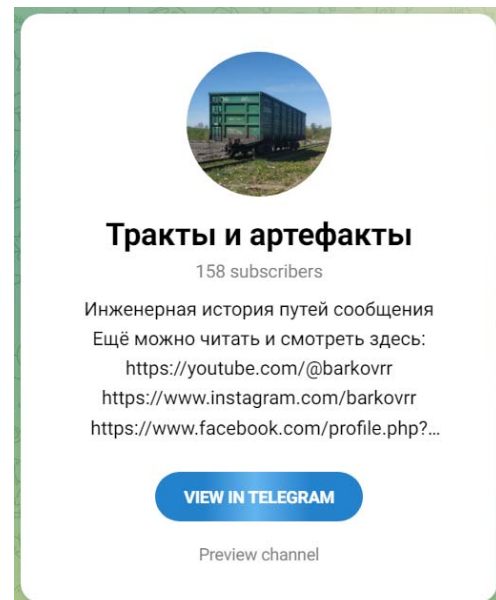 Тракты и артефакты
158 subscribers
Инженерная история путей сообщения
Ещё можно читать и смотреть здесь:
https://youtube.com/@barkovrr
https://www.instagram.com/barkovrr
https://www.facebook.com/profile.php?...
VIEW IN TELEGRAM
Preview channel